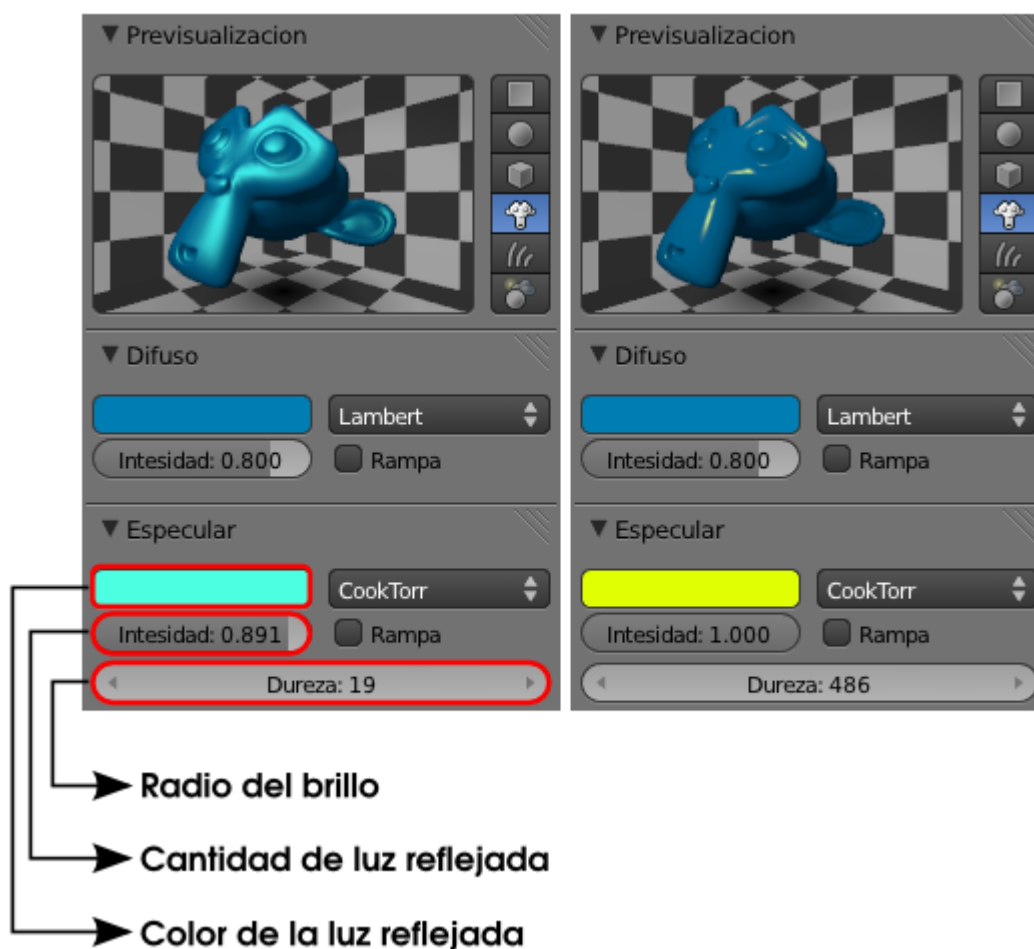 Previsualizacion
Difuso
Lambert
Intesidad: 0.800
Rampa
Especular
CookTorr
Intesidad: 0.891
Rampa
Dureza: 19
Previsualizacion
Difuso
Lambert
Intesidad: 0.800
Rampa
Especular
CookTorr
Intesidad: 1.000
Rampa
Dureza: 486
Radio del brillo
Cantidad de luz reflejada
Color de la luz reflejada